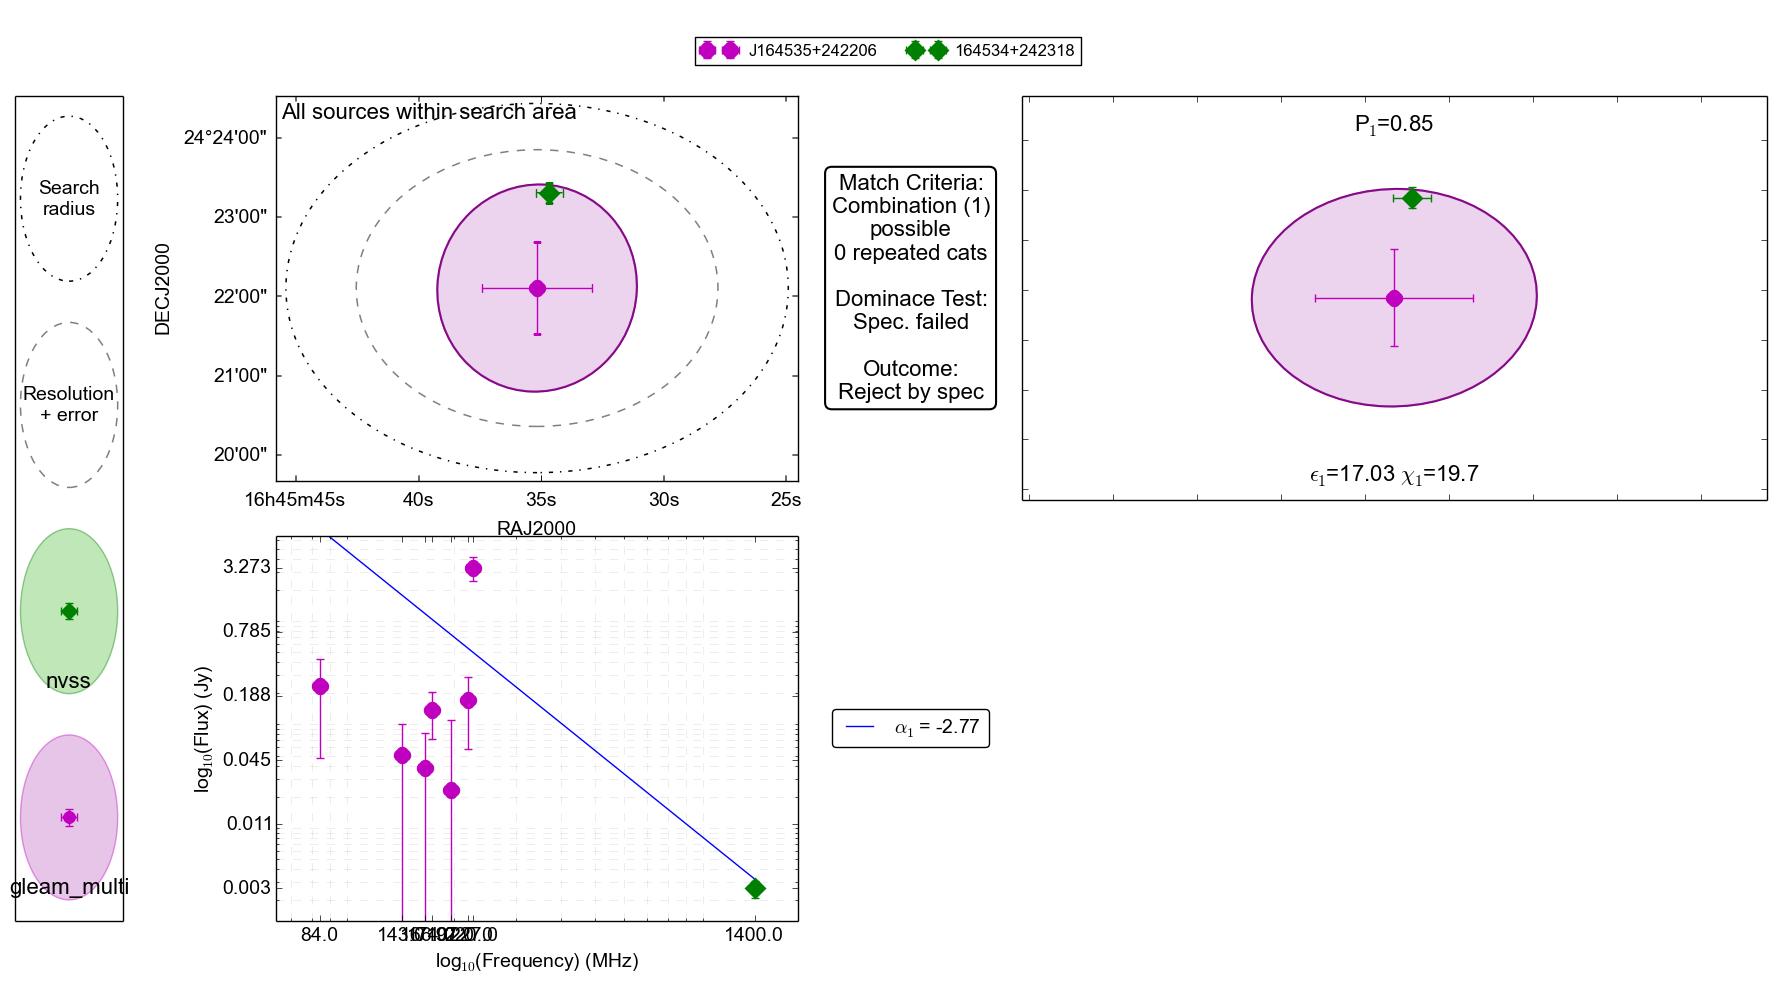 J164535+242206
164534+242318
Search
radius
Resolution
+ error
nvss
gleam_multi
All sources within search area
24°24'00"
23'00"
22'00"
21'00"
20'00"
DECJ2000
16h45m45s
40s
35s
30s
25s
RAJ2000
Match Criteria:
Combination (1)
possible
0 repeated cats
Dominace Test:
Spec. failed
Outcome:
Reject by spec
P₁=0.85
ϵ₁=17.03 χ₁=19.7
3.273
0.785
0.188
0.045
0.011
0.003
log₁₀(Flux) (Jy)
84.0
1400.0
log₁₀(Frequency) (MHz)
α₁ = -2.77